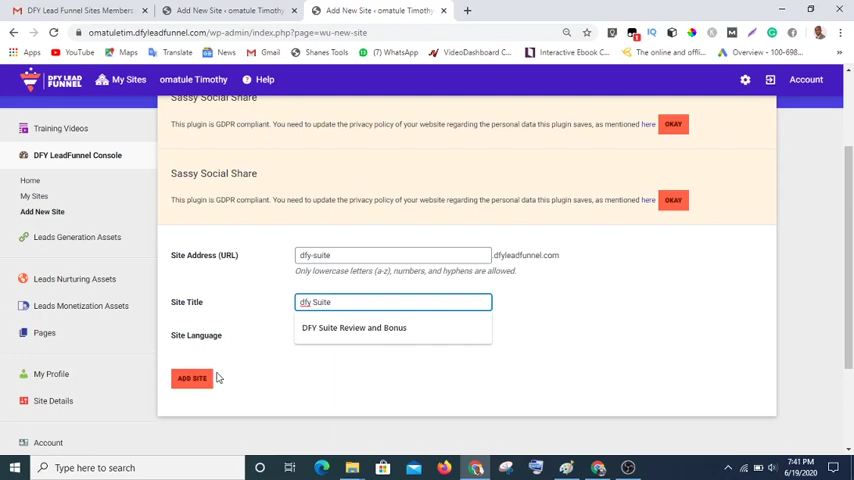 DFY Lead Funnel Sites Members
Add New Site ‹ omatule Timothy
Add New Site ‹ omatule Timothy
omatuletim.dfyleadfunnel.com/wp-admin/index.php?page=wu-new-site
Apps
YouTube
Maps
Translate
News
Gmail
Shanes Tools
(7) WhatsApp
VideoDashboard C...
Interactive Ebook C...
The online and offli...
Overview – 100-698...
DFY LEAD
FUNNEL
My Sites
omatule Timothy
Help
Account
Training Videos
DFY LeadFunnel Console
Home
My Sites
Add New Site
Leads Generation Assets
Leads Nurturing Assets
Leads Monetization Assets
Pages
My Profile
Site Details
Account
Sassy Social Share
This plugin is GDPR compliant. You need to update the privacy policy of your website regarding the personal data this plugin saves, as mentioned here
OKAY
Sassy Social Share
This plugin is GDPR compliant. You need to update the privacy policy of your website regarding the personal data this plugin saves, as mentioned here
OKAY
Site Address (URL)
dfy-suite
.dfyleadfunnel.com
Only lowercase letters (a-z), numbers, and hyphens are allowed.
Site Title
dfy Suite
DFY Suite Review and Bonus
Site Language
ADD SITE
Type here to search
7:41 PM
6/19/2020